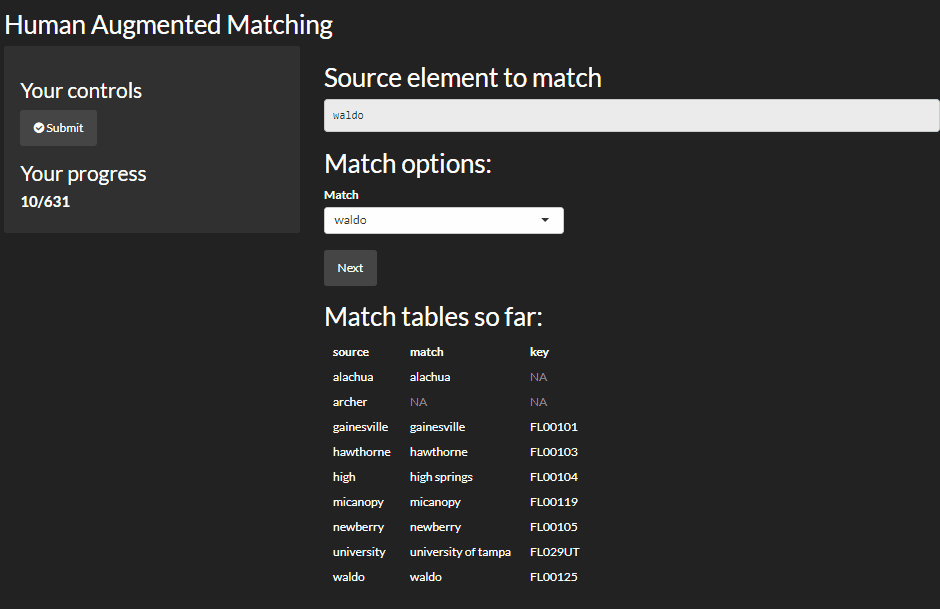 Human Augmented Matching
Your controls
Submit
Your progress
10/631
Source element to match
waldo
Match options:
Match
waldo
Next
Match tables so far:
source match key
alachua alachua NA
archer NA NA
gainesville gainesville FL00101
hawthorne hawthorne FL00103
high high springs FL00104
micanopy micanopy FL00119
newberry newberry FL00105
university university of tampa FL029UT
waldo waldo FL00125